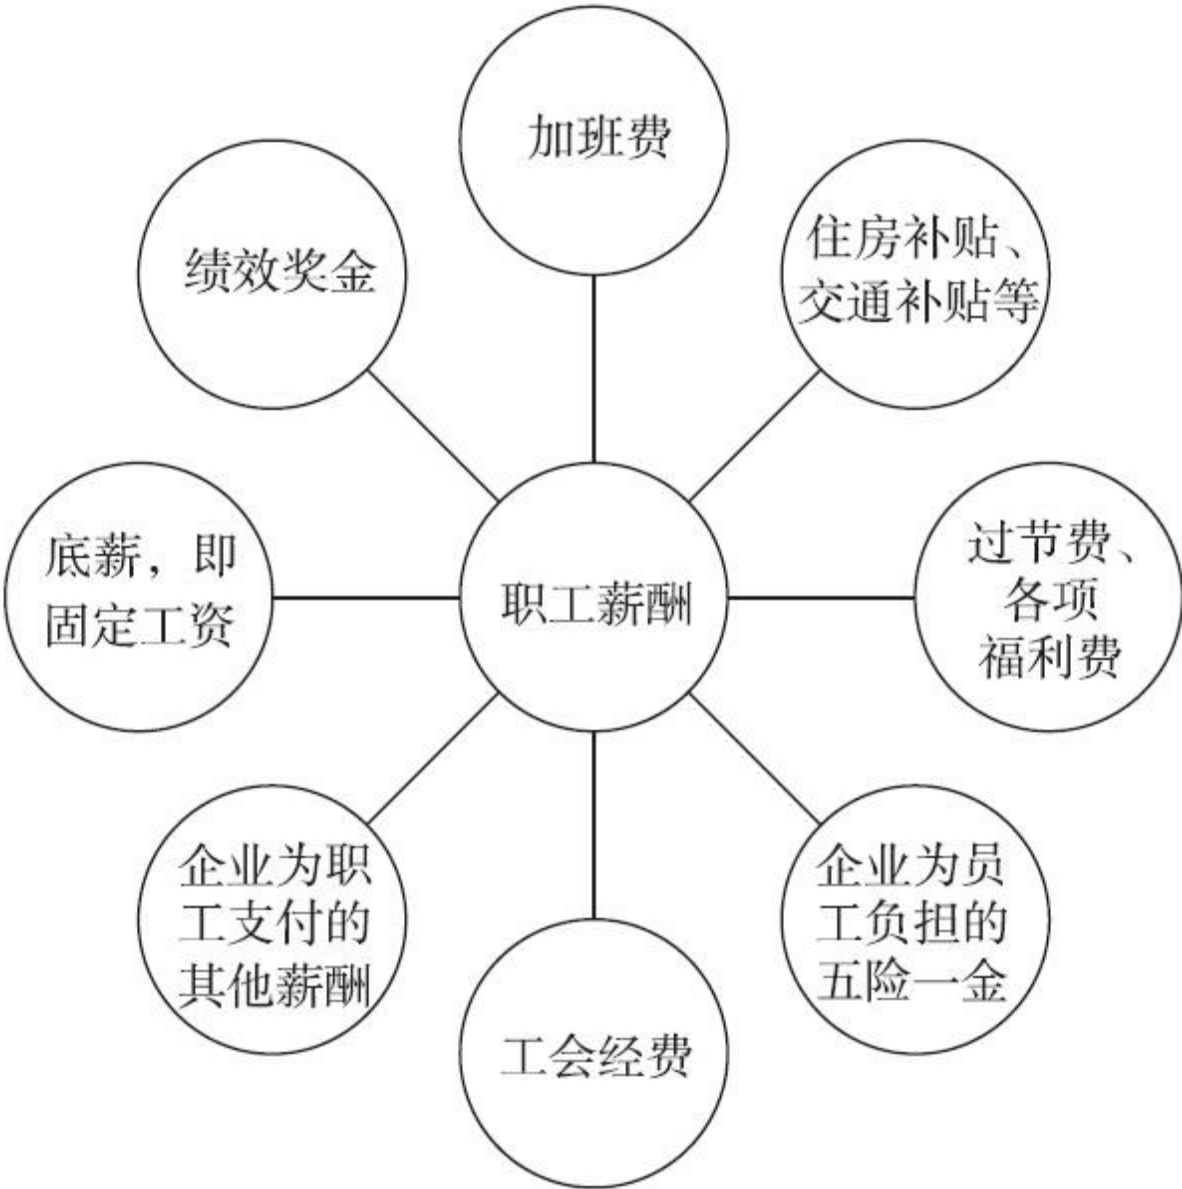 加班费
绩效奖金
住房补贴、
交通补贴等
底薪，即
固定工资
职工薪酬
过节费、
各项
福利费
企业为职
工支付的
其他薪酬
企业为员
工负担的
五险一金
工会经费